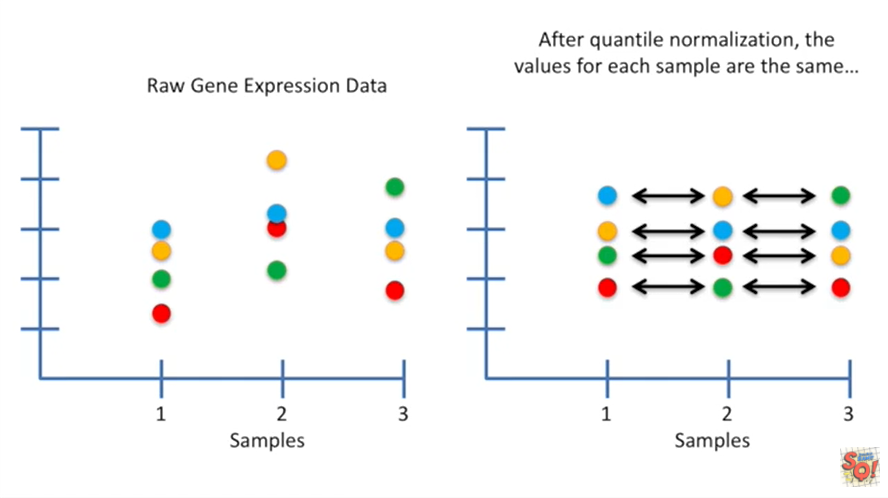 After quantile normalization, the
values for each sample are the same...
Raw Gene Expression Data
1
2
3
Samples
1
2
3
Samples
SQ!